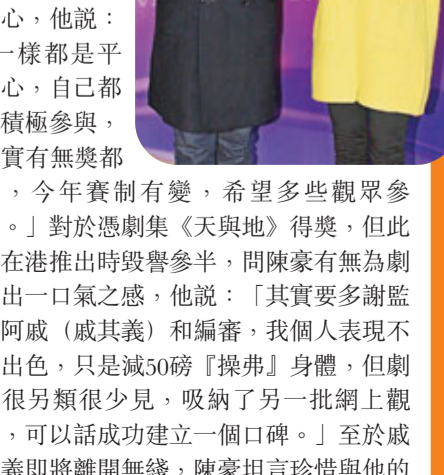 心，他說：
一樣都是平
心，自己都
積極參與，
實有無獎都
，今年賽制有變，希望多些觀眾參
。」對於憑劇集《天與地》得獎，但此
在港推出時毀譽參半，問陳豪有無為劇
出一口氣之感，他說：「其實要多謝監
阿戚（戚其義）和編審，我個人表現不
出色，只是減50磅『操弗』身體，但劇
很另類很少見，吸納了另一批網上觀
，可以話成功建立一個口碑。」至於戚
義即將離開無綫，陳豪坦言珍惜與他的